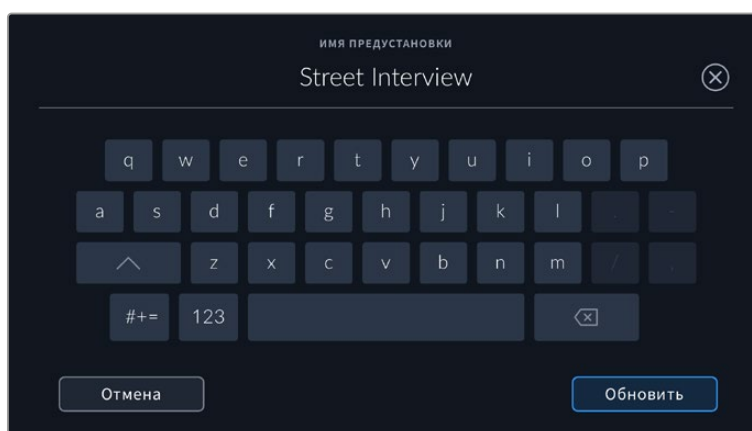 ИМЯ ПРЕДУСТАНОВКИ
Street Interview
q w e r t y u i o p
a s d f g h j k l . -
z x c v b n m / ,
#+= 123
Отмена Обновить